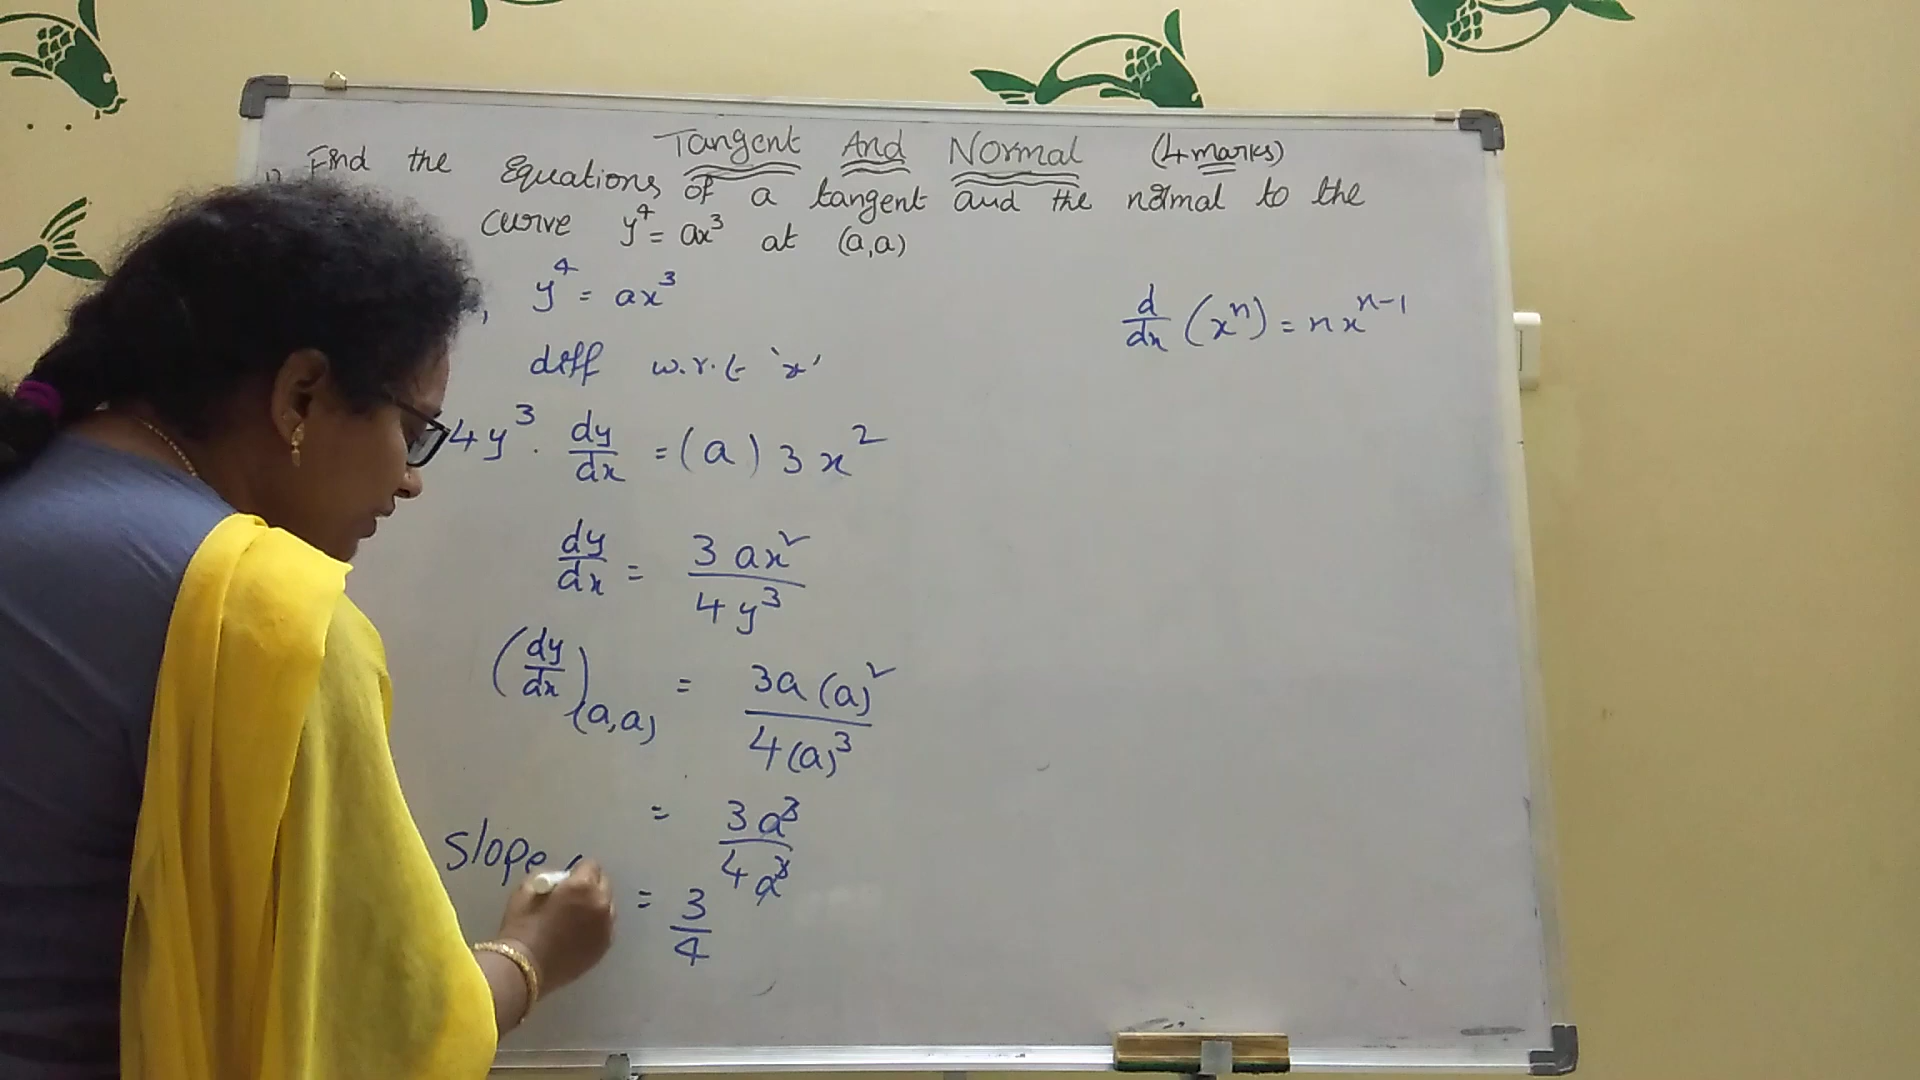 Tangent And Normal (4 marks)
Find the Equations of a tangent and the normal to the
curve y⁴ = ax³ at (a,a)
, y⁴ = ax³
d/dx (xⁿ) = n xⁿ⁻¹
diff w.r.t 'x'
4y³ . dy/dx = (a) 3x²
dy/dx = 3ax²/4y³
(dy/dx)(a,a) = 3a(a)²/4(a)³
= 3a³/4a³
slope (
= 3/4